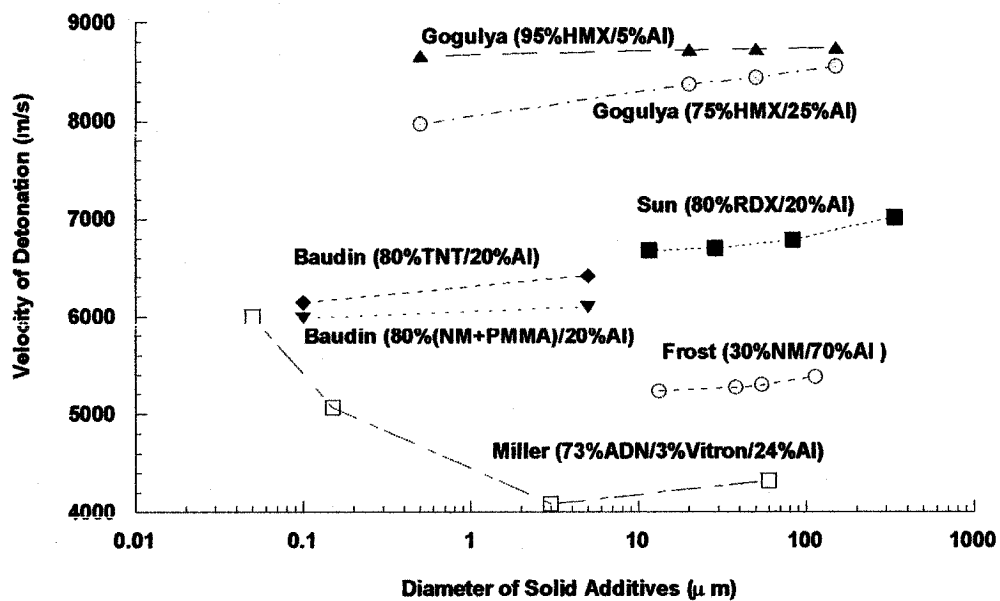 9000
Gogulya (95%HMX/5%Al)
8000
Gogulya (75%HMX/25%Al)
Sun (80%RDX/20%Al)
7000
Baudin (80%TNT/20%Al)
6000
Baudin (80%(NM+PMMA)/20%Al)
Frost (30%NM/70%Al )
5000
Miller (73%ADN/3%Vitron/24%Al)
4000
Velocity of Detonation (m/s)
0.01 0.1 1 10 100 1000
Diameter of Solid Additives (μ m)